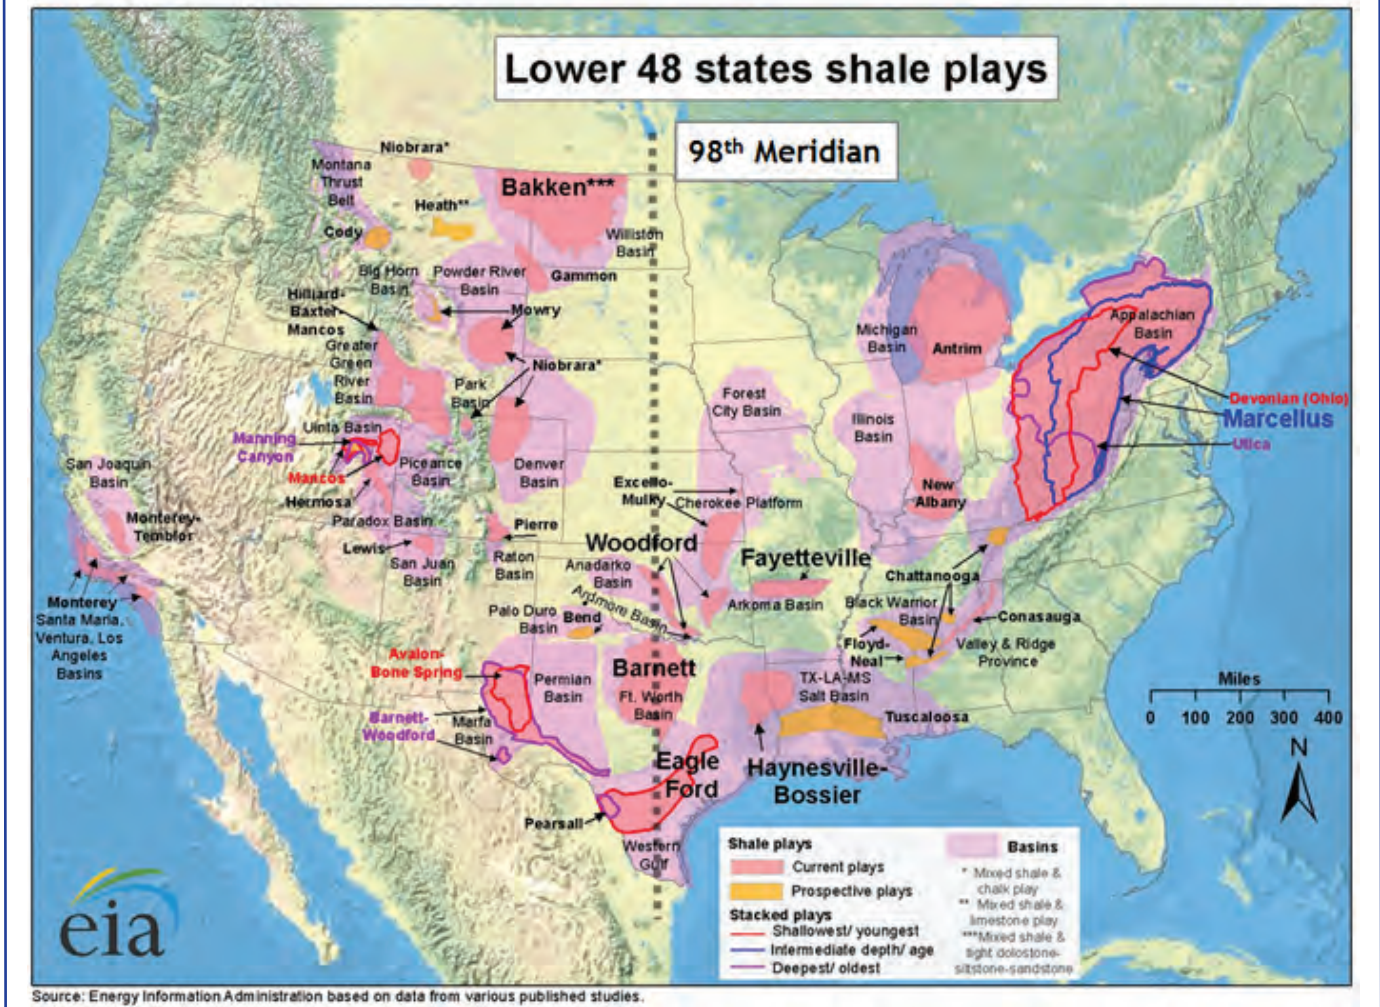 Lower 48 states shale plays
98th Meridian
Niobrara*
Montana
Thrust
Belt
Bakken***
Heath**
Cody
Williston
Basin
Big Horn
Basin
Powder River
Basin
Gammon
Hilliard-
Baxter-
Mancos
Mowry
Greater
Green
River
Basin
Niobrara*
Park
Basin
Michigan
Basin
Antrim
Appalachian
Basin
Forest
City Basin
Illinois
Basin
Devonian (Ohio)
Marcellus
Utica
Uinta Basin
Manning
Canyon
Mancos
Piceance
Basin
Denver
Basin
San Joaquin
Basin
Hermosa
Paradox Basin
Excello-
Mulky
Cherokee Platform
New
Albany
Monterey-
Temblor
Lewis
San Juan
Basin
Pierre
Raton
Basin
Woodford
Anadarko
Basin
Fayetteville
Chattanooga
Monterey
Santa Maria,
Ventura, Los
Angeles
Basins
Palo Duro
Basin
Bend
Ardmore Basin
Arkoma Basin
Black Warrior
Basin
Conasauga
Floyd-
Neal
Valley & Ridge
Province
Avalon-
Bone Spring
Permian
Basin
Barnett
Ft. Worth
Basin
TX-LA-MS
Salt Basin
Tuscaloosa
Barnett-
Woodford
Marfa
Basin
Eagle
Ford
Haynesville-
Bossier
Pearsall
Western
Gulf
Miles
0 100 200 300 400
N
Shale plays
Current plays
Prospective plays
Stacked plays
Shallowest/ youngest
Intermediate depth/ age
Deepest/ oldest
Basins
* Mixed shale &
chalk play
** Mixed shale &
limestone play
***Mixed shale &
tight dolostone-
siltstone-sandstone
eia
Source: Energy Information Administration based on data from various published studies.